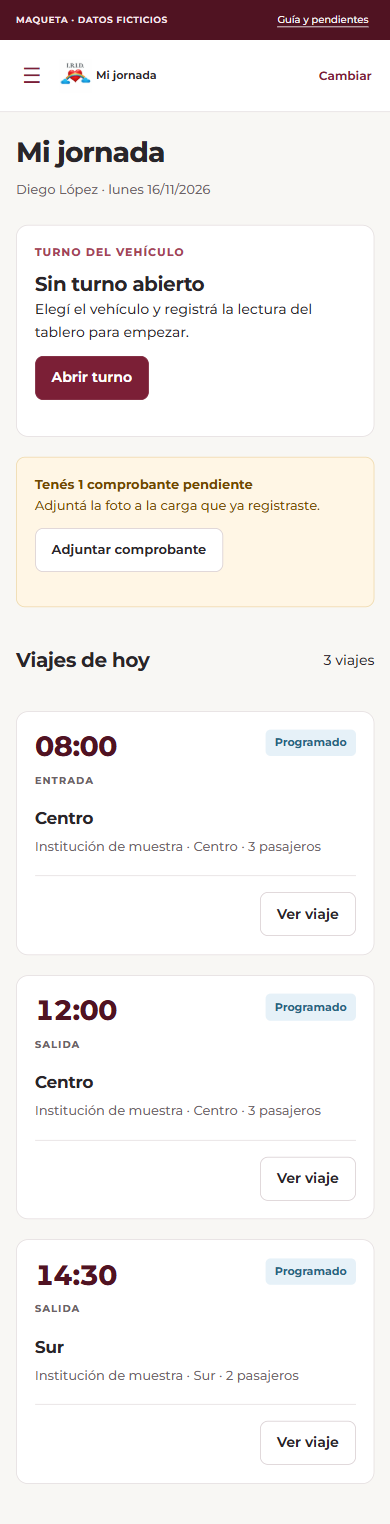 MAQUETA · DATOS FICTICIOS
Guía y pendientes
I.R.I.D.
Mi jornada
Cambiar
Mi jornada
Diego López · lunes 16/11/2026
TURNO DEL VEHÍCULO
Sin turno abierto
Elegí el vehículo y registrá la lectura del
tablero para empezar.
Abrir turno
Tenés 1 comprobante pendiente
Adjuntá la foto a la carga que ya registraste.
Adjuntar comprobante
Viajes de hoy
3 viajes
08:00
Programado
ENTRADA
Centro
Institución de muestra · Centro · 3 pasajeros
Ver viaje
12:00
Programado
SALIDA
Centro
Institución de muestra · Centro · 3 pasajeros
Ver viaje
14:30
Programado
SALIDA
Sur
Institución de muestra · Sur · 2 pasajeros
Ver viaje